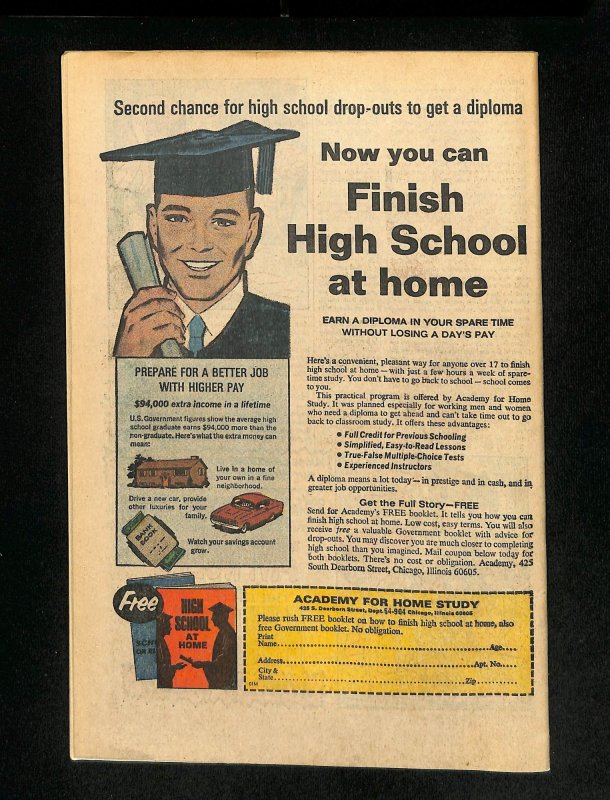 Second chance for high school drop-outs to get a diploma
Now you can
Finish
High School
at home
EARN A DIPLOMA IN YOUR SPARE TIME
WITHOUT LOSING A DAY'S PAY
PREPARE FOR A BETTER JOB
WITH HIGHER PAY
$94,000 extra income in a lifetime
U.S. Government figures show the average high
school graduate earns $94,000 more than the
non-graduate. Here's what the extra money can
mean:
Live in a home of
your own in a fine
neighborhood.
Drive a new car, provide
other luxuries for your
family.
BANK
BOOK
Watch your savings account
grow.
Here's a convenient, pleasant way for anyone over 17 to finish
high school at home—with just a few hours a week of spare-
time study. You don't have to go back to school—school comes
to you.
This practical program is offered by Academy for Home
Study. It was planned especially for working men and women
who need a diploma to get ahead and can't take time out to go
back to classroom study. It offers these advantages:
• Full Credit for Previous Schooling
• Simplified, Easy-to-Read Lessons
• True-False Multiple-Choice Tests
• Experienced Instructors
A diploma means a lot today—in prestige and in cash, and in
greater job opportunities.
Get the Full Story—FREE
Send for Academy's FREE booklet. It tells you how you can
finish high school at home. Low cost, easy terms. You will also
receive free a valuable Government booklet with advice for
drop-outs. You may discover you are much closer to completing
high school than you imagined. Mail coupon below today for
both booklets. There's no cost or obligation. Academy, 425
South Dearborn Street, Chicago, Illinois 60605.
Free
HIGH
SCHOOL
AT
HOME
ACADEMY FOR HOME STUDY
425 S. Dearborn Street, Dept. 54-904 Chicago, Illinois 60605
Please rush FREE booklet on how to finish high school at home, also
free Government booklet. No obligation.
Print
Name Age
Address Apt. No.
City &
State Zip